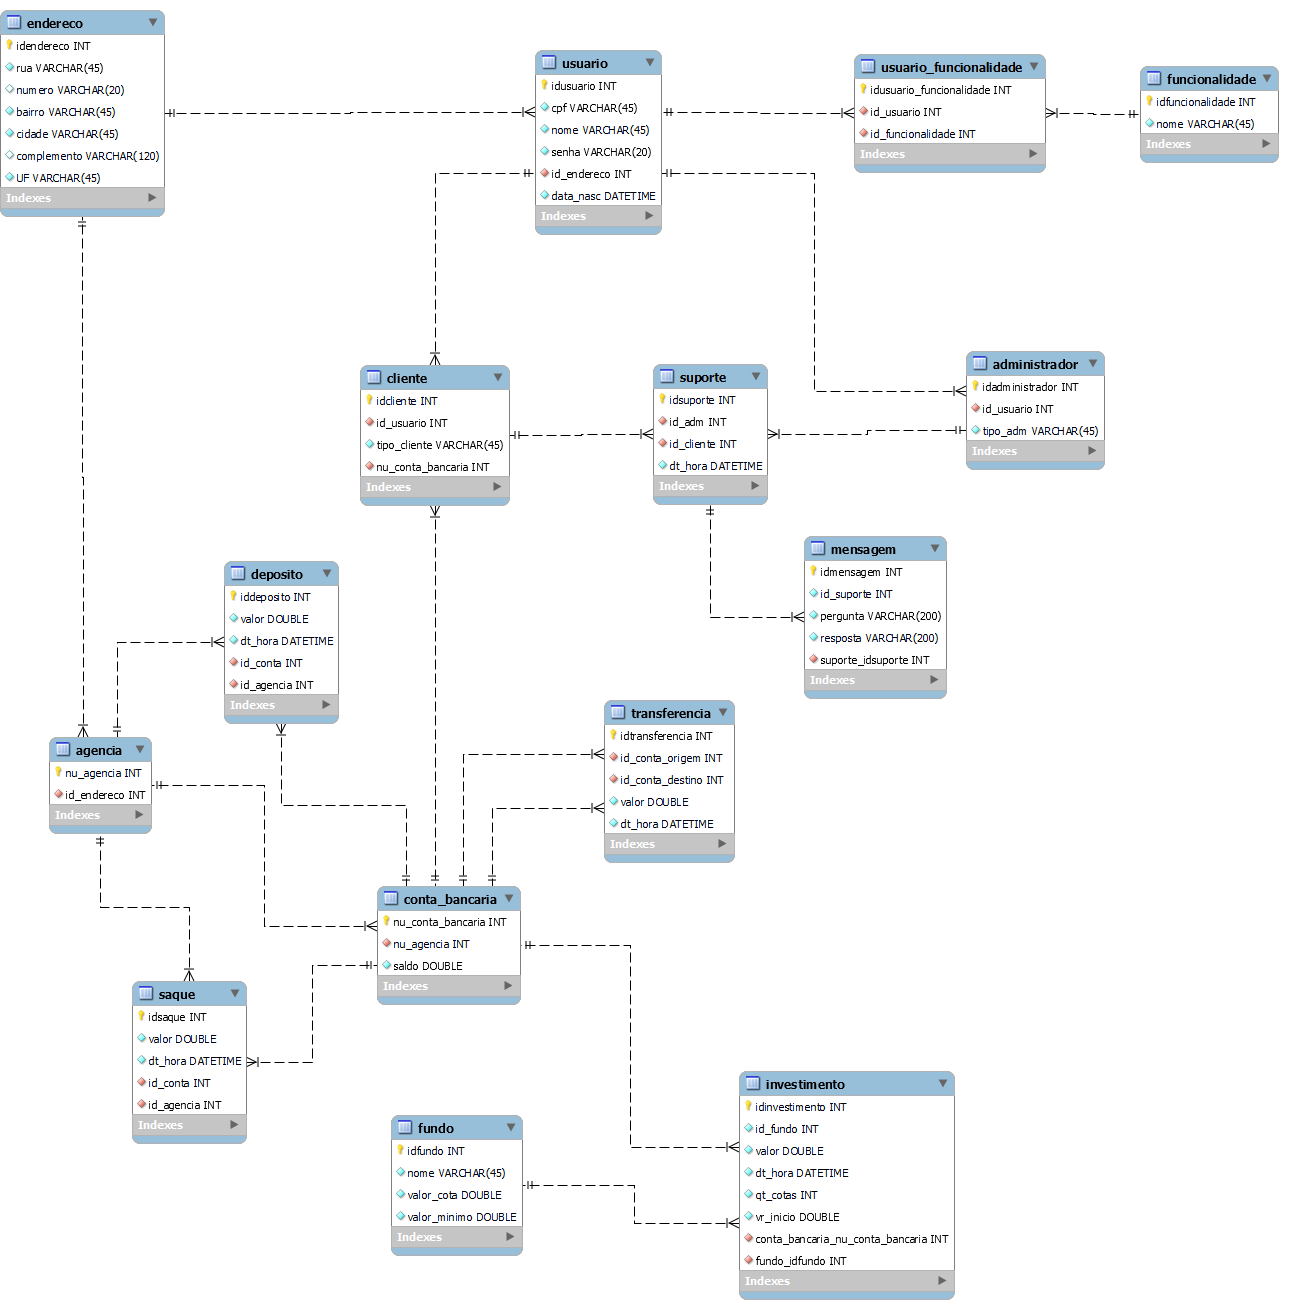 endereco
idendereco INT
rua VARCHAR(45)
numero VARCHAR(20)
bairro VARCHAR(45)
cidade VARCHAR(45)
complemento VARCHAR(120)
UF VARCHAR(45)
Indexes
usuario
idusuario INT
cpf VARCHAR(45)
nome VARCHAR(45)
senha VARCHAR(20)
id_endereco INT
data_nasc DATETIME
Indexes
usuario_funcionalidade
idusuario_funcionalidade INT
id_usuario INT
id_funcionalidade INT
Indexes
funcionalidade
idfuncionalidade INT
nome VARCHAR(45)
Indexes
cliente
idcliente INT
id_usuario INT
tipo_cliente VARCHAR(45)
nu_conta_bancaria INT
Indexes
suporte
idsuporte INT
id_adm INT
id_cliente INT
dt_hora DATETIME
Indexes
administrador
idadministrador INT
id_usuario INT
tipo_adm VARCHAR(45)
Indexes
mensagem
idmensagem INT
id_suporte INT
pergunta VARCHAR(200)
resposta VARCHAR(200)
suporte_idsuporte INT
Indexes
deposito
iddeposito INT
valor DOUBLE
dt_hora DATETIME
id_conta INT
id_agencia INT
Indexes
transferencia
idtransferencia INT
id_conta_origem INT
id_conta_destino INT
valor DOUBLE
dt_hora DATETIME
Indexes
agencia
nu_agencia INT
id_endereco INT
Indexes
conta_bancaria
nu_conta_bancaria INT
nu_agencia INT
saldo DOUBLE
Indexes
saque
idsaque INT
valor DOUBLE
dt_hora DATETIME
id_conta INT
id_agencia INT
Indexes
fundo
idfundo INT
nome VARCHAR(45)
valor_cota DOUBLE
valor_minimo DOUBLE
Indexes
investimento
idinvestimento INT
id_fundo INT
valor DOUBLE
dt_hora DATETIME
qt_cotas INT
vr_inicio DOUBLE
conta_bancaria_nu_conta_bancaria INT
fundo_idfundo INT
Indexes